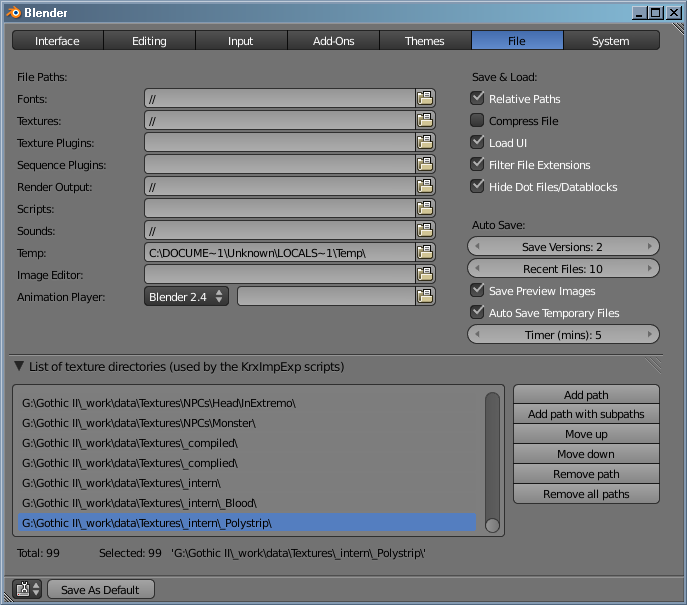 Blender
Interface Editing Input Add-Ons Themes File System
File Paths:
Fonts: //
Textures: //
Texture Plugins:
Sequence Plugins:
Render Output: //
Scripts:
Sounds: //
Temp: C:\DOCUME~1\Unknown\LOCALS~1\Temp\
Image Editor:
Animation Player: Blender 2.4
Save & Load:
Relative Paths
Compress File
Load UI
Filter File Extensions
Hide Dot Files/Datablocks
Auto Save:
Save Versions: 2
Recent Files: 10
Save Preview Images
Auto Save Temporary Files
Timer (mins): 5
List of texture directories (used by the KrxImpExp scripts)
G:\Gothic II\_work\data\Textures\NPCs\Head\InExtremo\
G:\Gothic II\_work\data\Textures\NPCs\Monster\
G:\Gothic II\_work\data\Textures\_compiled\
G:\Gothic II\_work\data\Textures\_complied\
G:\Gothic II\_work\data\Textures\_intern\
G:\Gothic II\_work\data\Textures\_intern\_Blood\
G:\Gothic II\_work\data\Textures\_intern\_Polystrip\
Add path
Add path with subpaths
Move up
Move down
Remove path
Remove all paths
Total: 99 Selected: 99 'G:\Gothic II\_work\data\Textures\_intern\_Polystrip\'
Save As Default